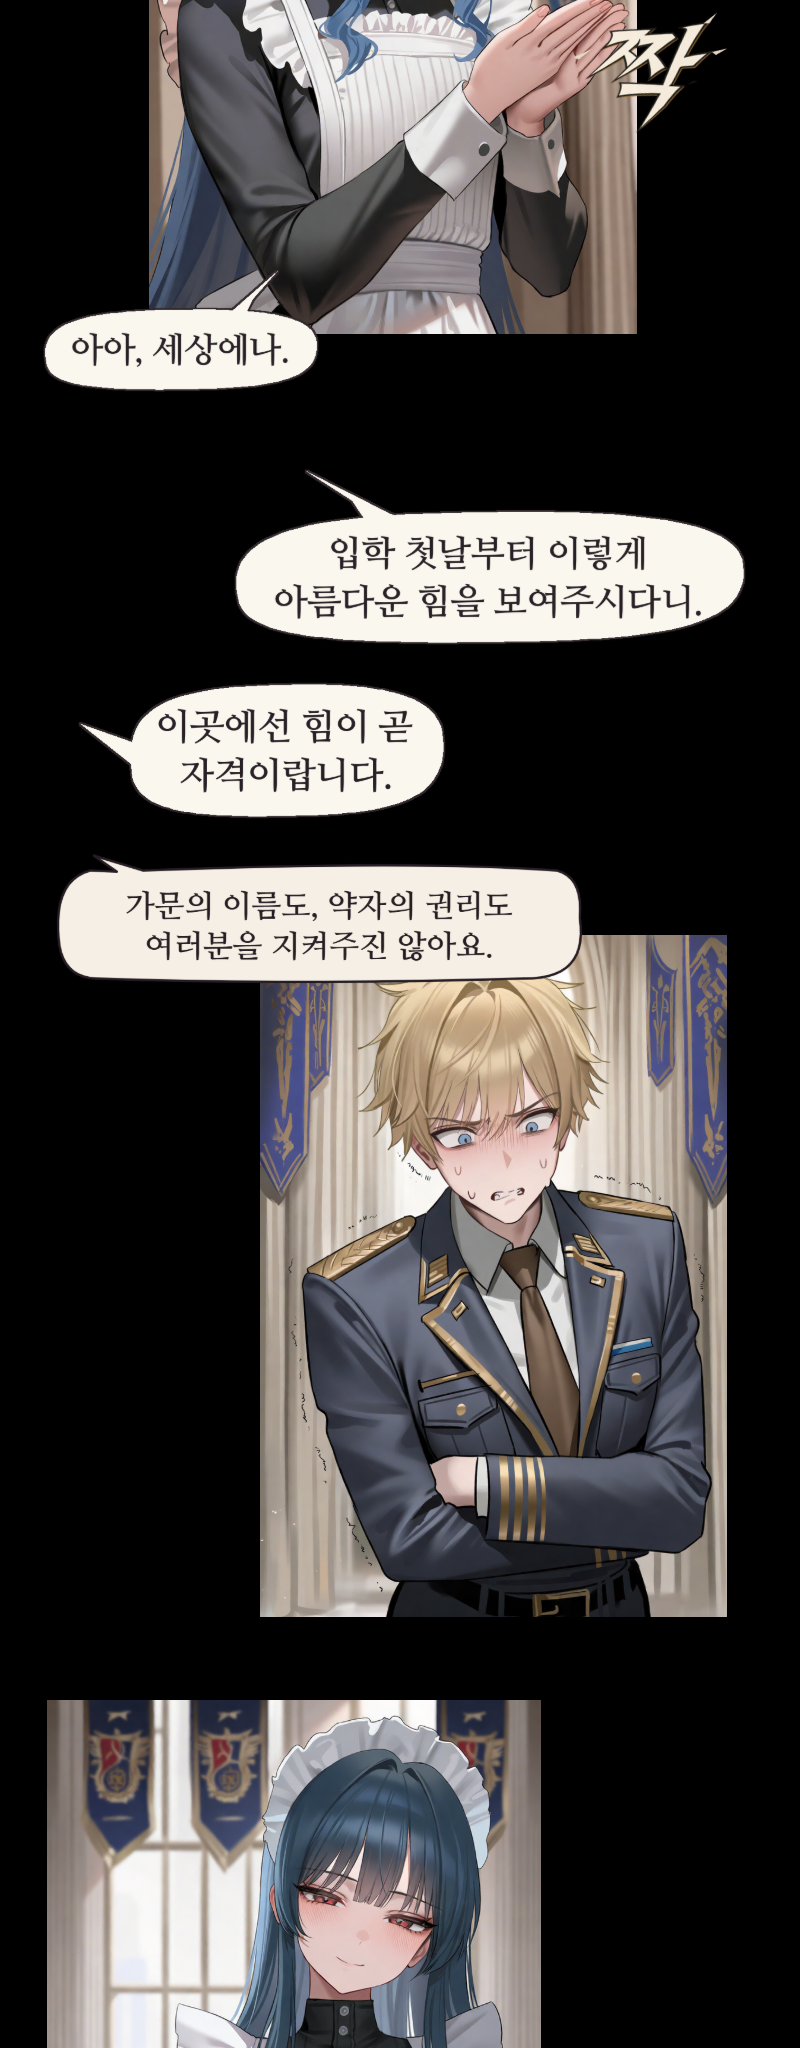 짝
아아, 세상에나.
입학 첫날부터 이렇게
아름다운 힘을 보여주시다니.
이곳에선 힘이 곧
자격이랍니다.
가문의 이름도, 약자의 권리도
여러분을 지켜주진 않아요.